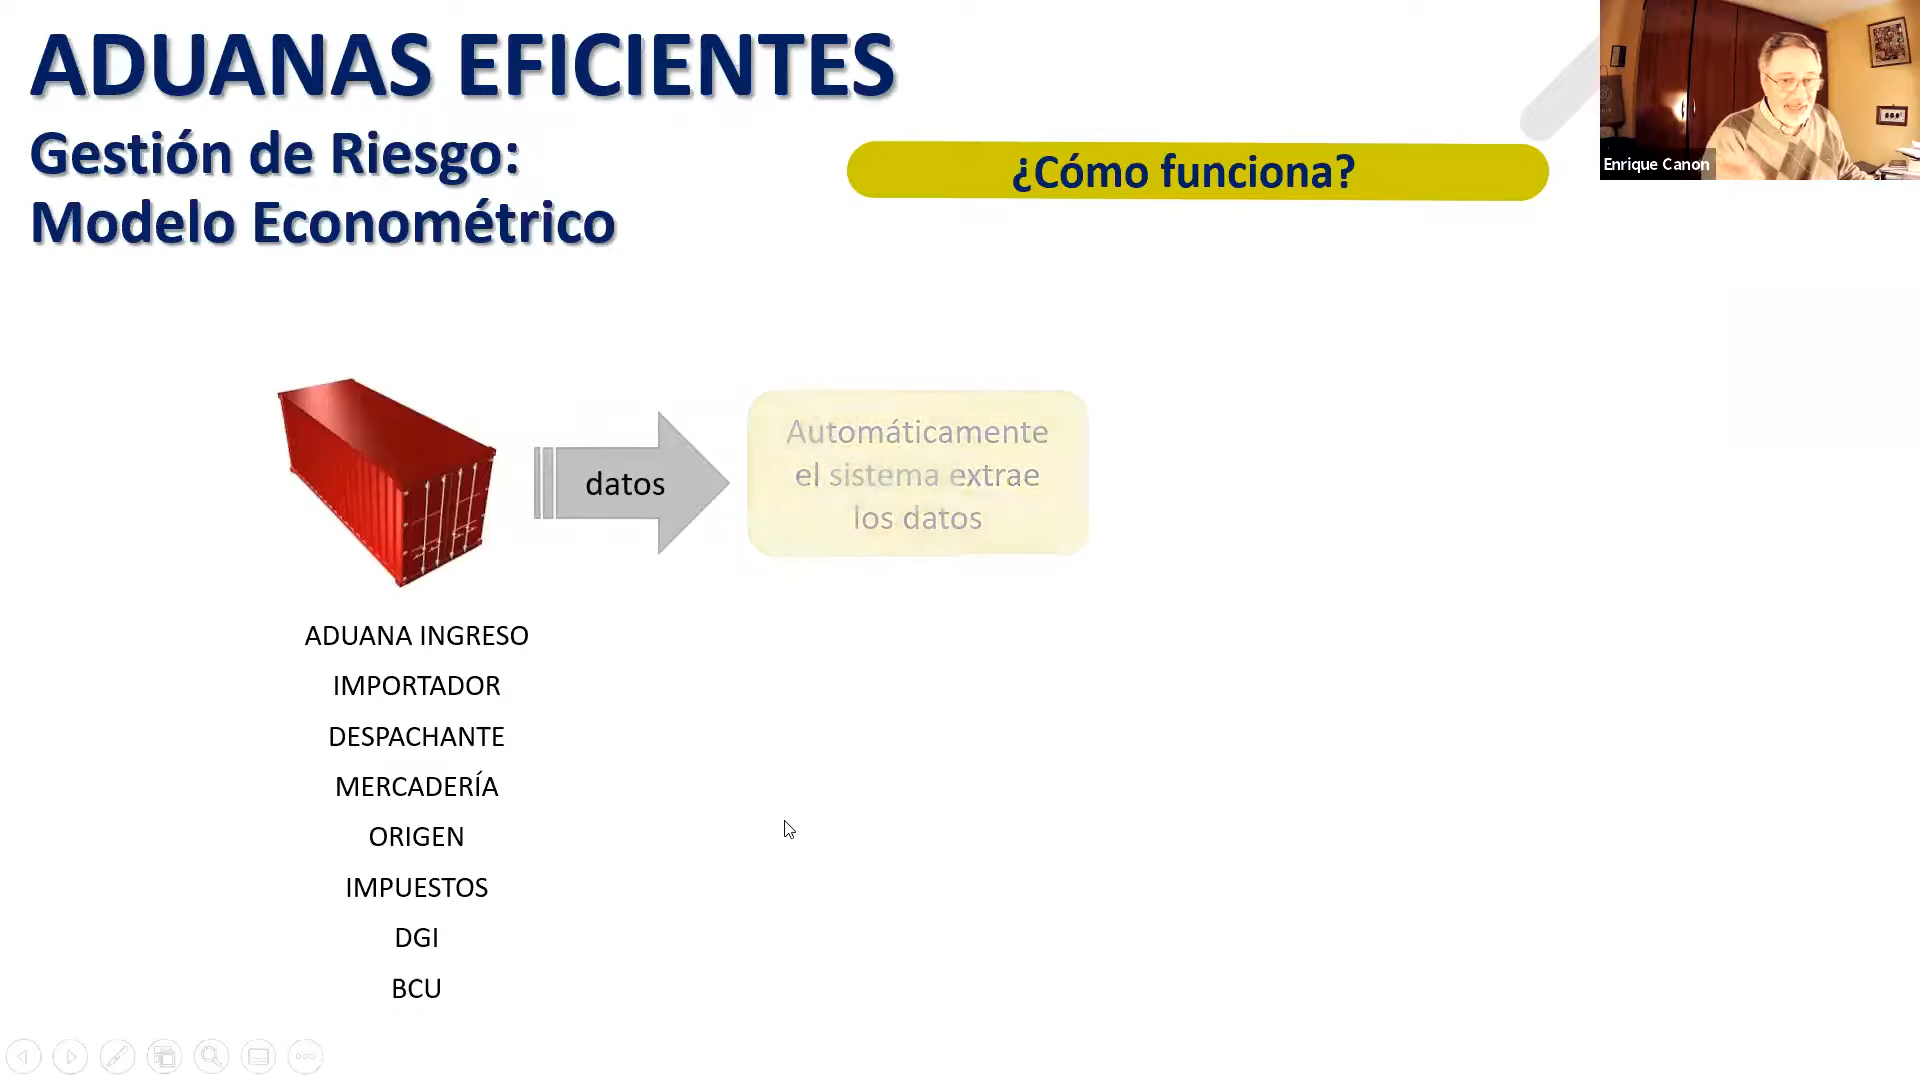 ADUANAS EFICIENTES
Gestión de Riesgo:
Modelo Econométrico
¿Cómo funciona?
Enrique Canon
datos
Automáticamente
el sistema extrae
los datos
ADUANA INGRESO
IMPORTADOR
DESPACHANTE
MERCADERÍA
ORIGEN
IMPUESTOS
DGI
BCU